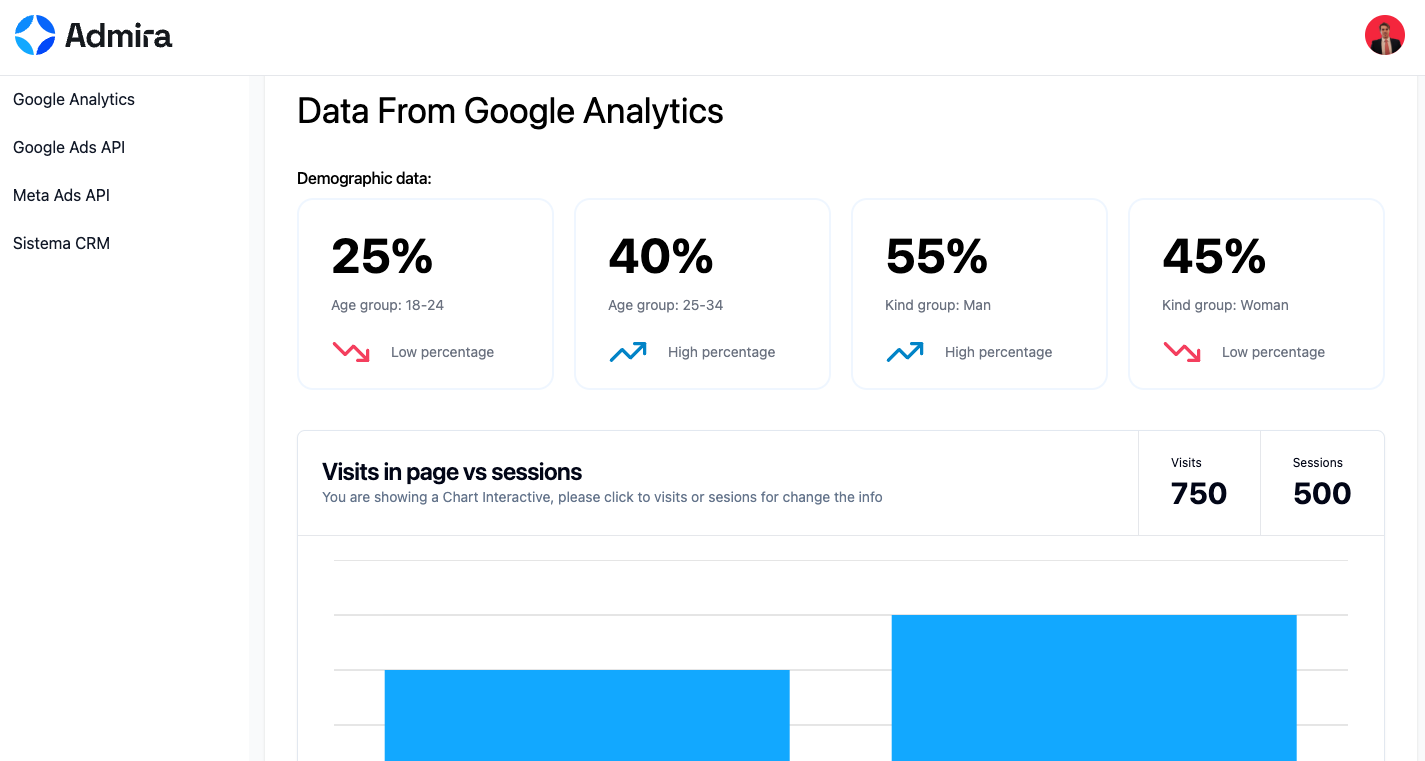 Admira
Google Analytics
Google Ads API
Meta Ads API
Sistema CRM
Data From Google Analytics
Demographic data:
25%
Age group: 18-24
Low percentage
40%
Age group: 25-34
High percentage
55%
Kind group: Man
High percentage
45%
Kind group: Woman
Low percentage
Visits in page vs sessions
You are showing a Chart Interactive, please click to visits or sesions for change the info
Visits
750
Sessions
500